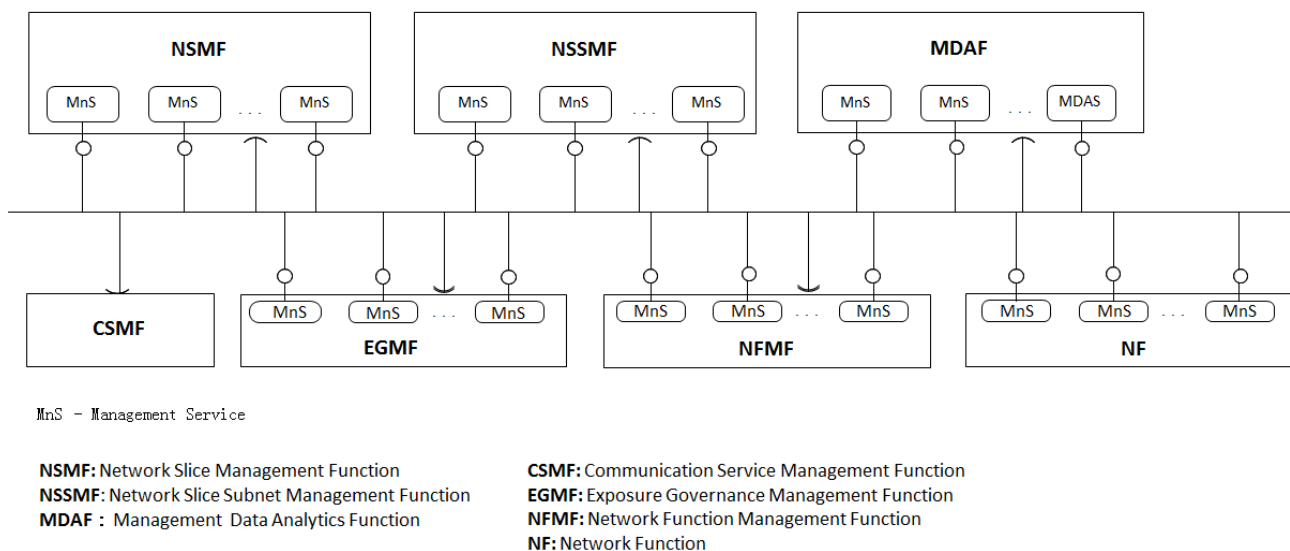 NSMF
NSSMF
MDAF
MnS MnS . . . MnS
MnS MnS . . . MnS
MnS MnS . . . MDAS
CSMF
MnS MnS . . . MnS
EGMF
MnS MnS . . . MnS
NFMF
MnS MnS . . . MnS
NF
MnS - Management Service
NSMF: Network Slice Management Function
NSSMF: Network Slice Subnet Management Function
MDAF : Management Data Analytics Function
CSMF: Communication Service Management Function
EGMF: Exposure Governance Management Function
NFMF: Network Function Management Function
NF: Network Function